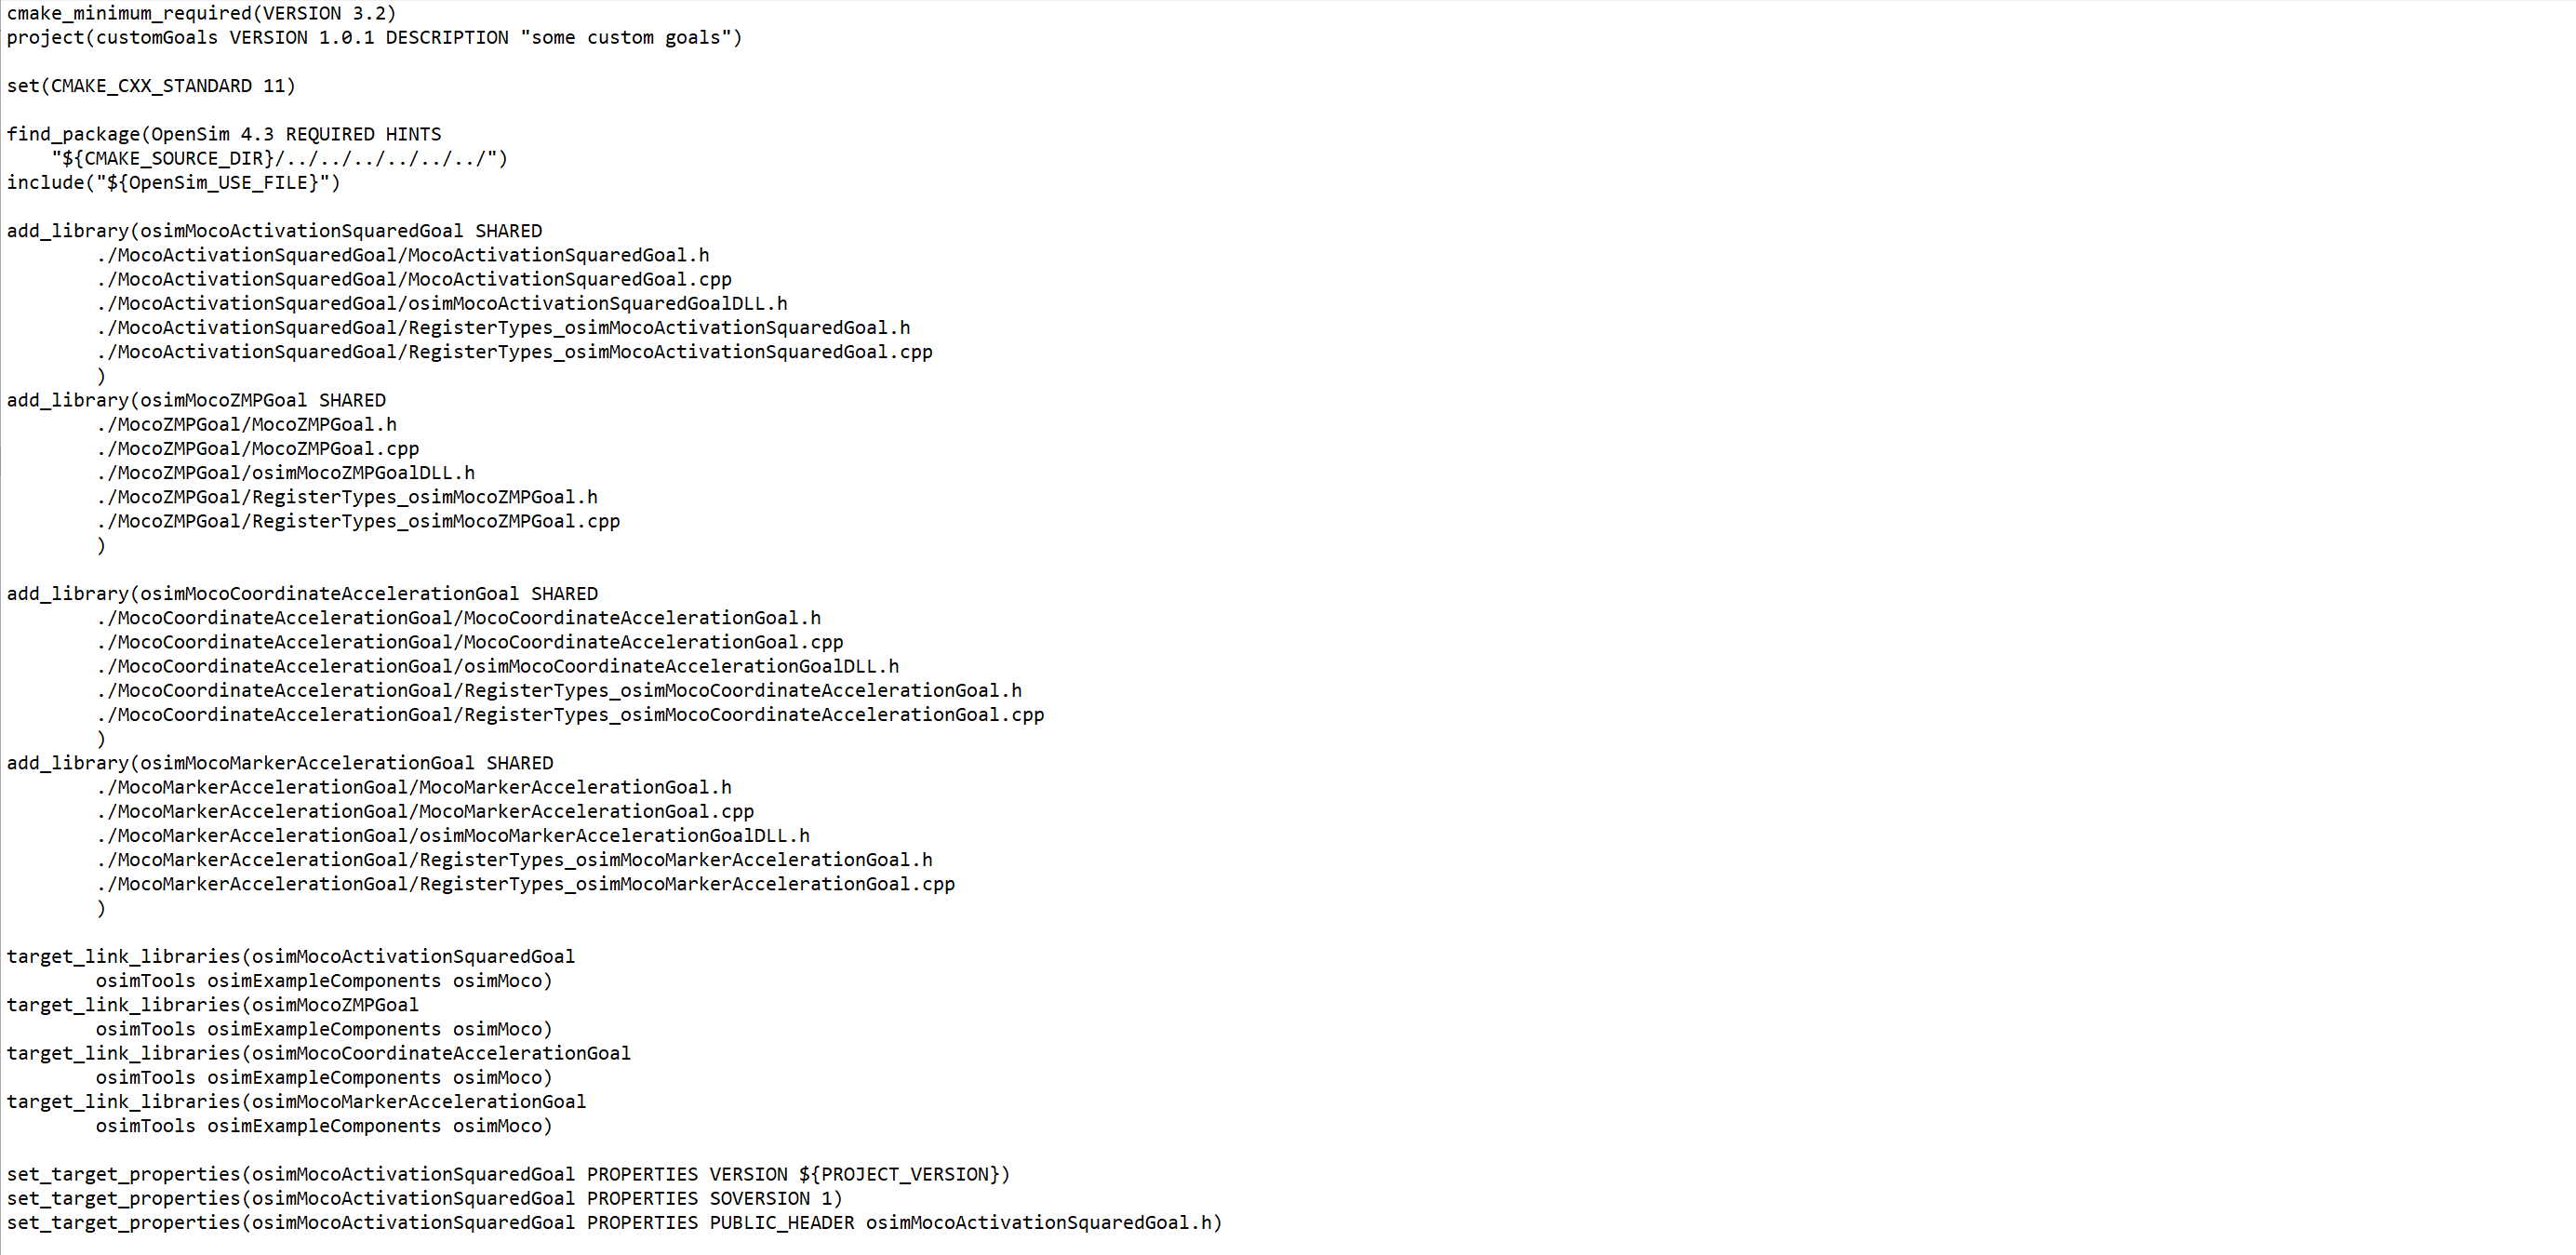 cmake_minimum_required(VERSION 3.2)
project(customGoals VERSION 1.0.1 DESCRIPTION "some custom goals")

set(CMAKE_CXX_STANDARD 11)

find_package(OpenSim 4.3 REQUIRED HINTS
    "${CMAKE_SOURCE_DIR}/../../../../../../")
include("${OpenSim_USE_FILE}")

add_library(osimMocoActivationSquaredGoal SHARED
        ./MocoActivationSquaredGoal/MocoActivationSquaredGoal.h
        ./MocoActivationSquaredGoal/MocoActivationSquaredGoal.cpp
        ./MocoActivationSquaredGoal/osimMocoActivationSquaredGoalDLL.h
        ./MocoActivationSquaredGoal/RegisterTypes_osimMocoActivationSquaredGoal.h
        ./MocoActivationSquaredGoal/RegisterTypes_osimMocoActivationSquaredGoal.cpp
        )
add_library(osimMocoZMPGoal SHARED
        ./MocoZMPGoal/MocoZMPGoal.h
        ./MocoZMPGoal/MocoZMPGoal.cpp
        ./MocoZMPGoal/osimMocoZMPGoalDLL.h
        ./MocoZMPGoal/RegisterTypes_osimMocoZMPGoal.h
        ./MocoZMPGoal/RegisterTypes_osimMocoZMPGoal.cpp
        )

add_library(osimMocoCoordinateAccelerationGoal SHARED
        ./MocoCoordinateAccelerationGoal/MocoCoordinateAccelerationGoal.h
        ./MocoCoordinateAccelerationGoal/MocoCoordinateAccelerationGoal.cpp
        ./MocoCoordinateAccelerationGoal/osimMocoCoordinateAccelerationGoalDLL.h
        ./MocoCoordinateAccelerationGoal/RegisterTypes_osimMocoCoordinateAccelerationGoal.h
        ./MocoCoordinateAccelerationGoal/RegisterTypes_osimMocoCoordinateAccelerationGoal.cpp
        )
add_library(osimMocoMarkerAccelerationGoal SHARED
        ./MocoMarkerAccelerationGoal/MocoMarkerAccelerationGoal.h
        ./MocoMarkerAccelerationGoal/MocoMarkerAccelerationGoal.cpp
        ./MocoMarkerAccelerationGoal/osimMocoMarkerAccelerationGoalDLL.h
        ./MocoMarkerAccelerationGoal/RegisterTypes_osimMocoMarkerAccelerationGoal.h
        ./MocoMarkerAccelerationGoal/RegisterTypes_osimMocoMarkerAccelerationGoal.cpp
        )

target_link_libraries(osimMocoActivationSquaredGoal
        osimTools osimExampleComponents osimMoco)
target_link_libraries(osimMocoZMPGoal
        osimTools osimExampleComponents osimMoco)
target_link_libraries(osimMocoCoordinateAccelerationGoal
        osimTools osimExampleComponents osimMoco)
target_link_libraries(osimMocoMarkerAccelerationGoal
        osimTools osimExampleComponents osimMoco)

set_target_properties(osimMocoActivationSquaredGoal PROPERTIES VERSION ${PROJECT_VERSION})
set_target_properties(osimMocoActivationSquaredGoal PROPERTIES SOVERSION 1)
set_target_properties(osimMocoActivationSquaredGoal PROPERTIES PUBLIC_HEADER osimMocoActivationSquaredGoal.h)